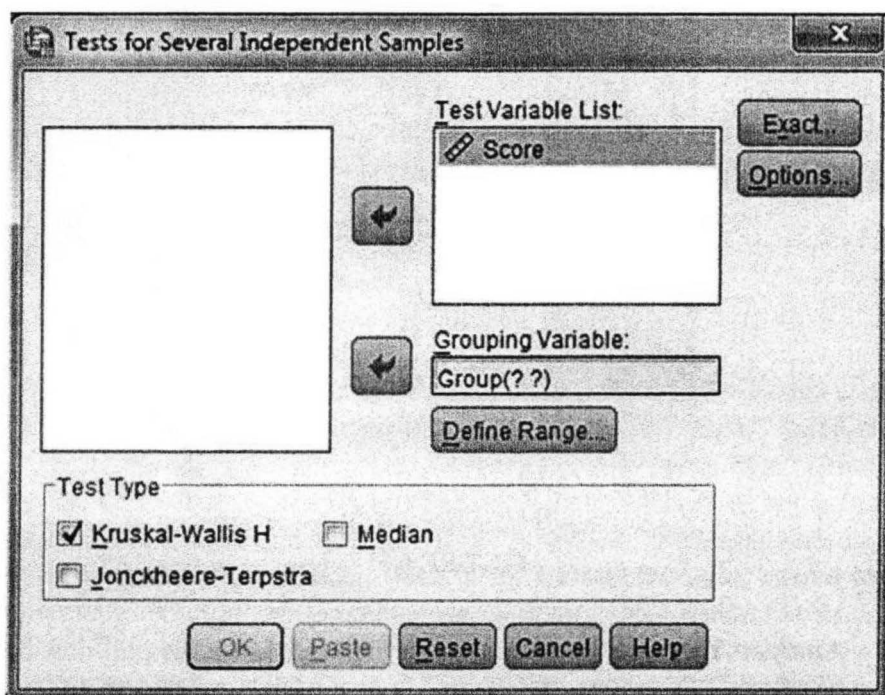 Tests for Several Independent Samples
Test Variable List:
Score
Exact...
Options...
Grouping Variable:
Group(? ?)
Define Range...
Test Type
Kruskal-Wallis H
Median
Jonckheere-Terpstra
OK
Paste
Reset
Cancel
Help